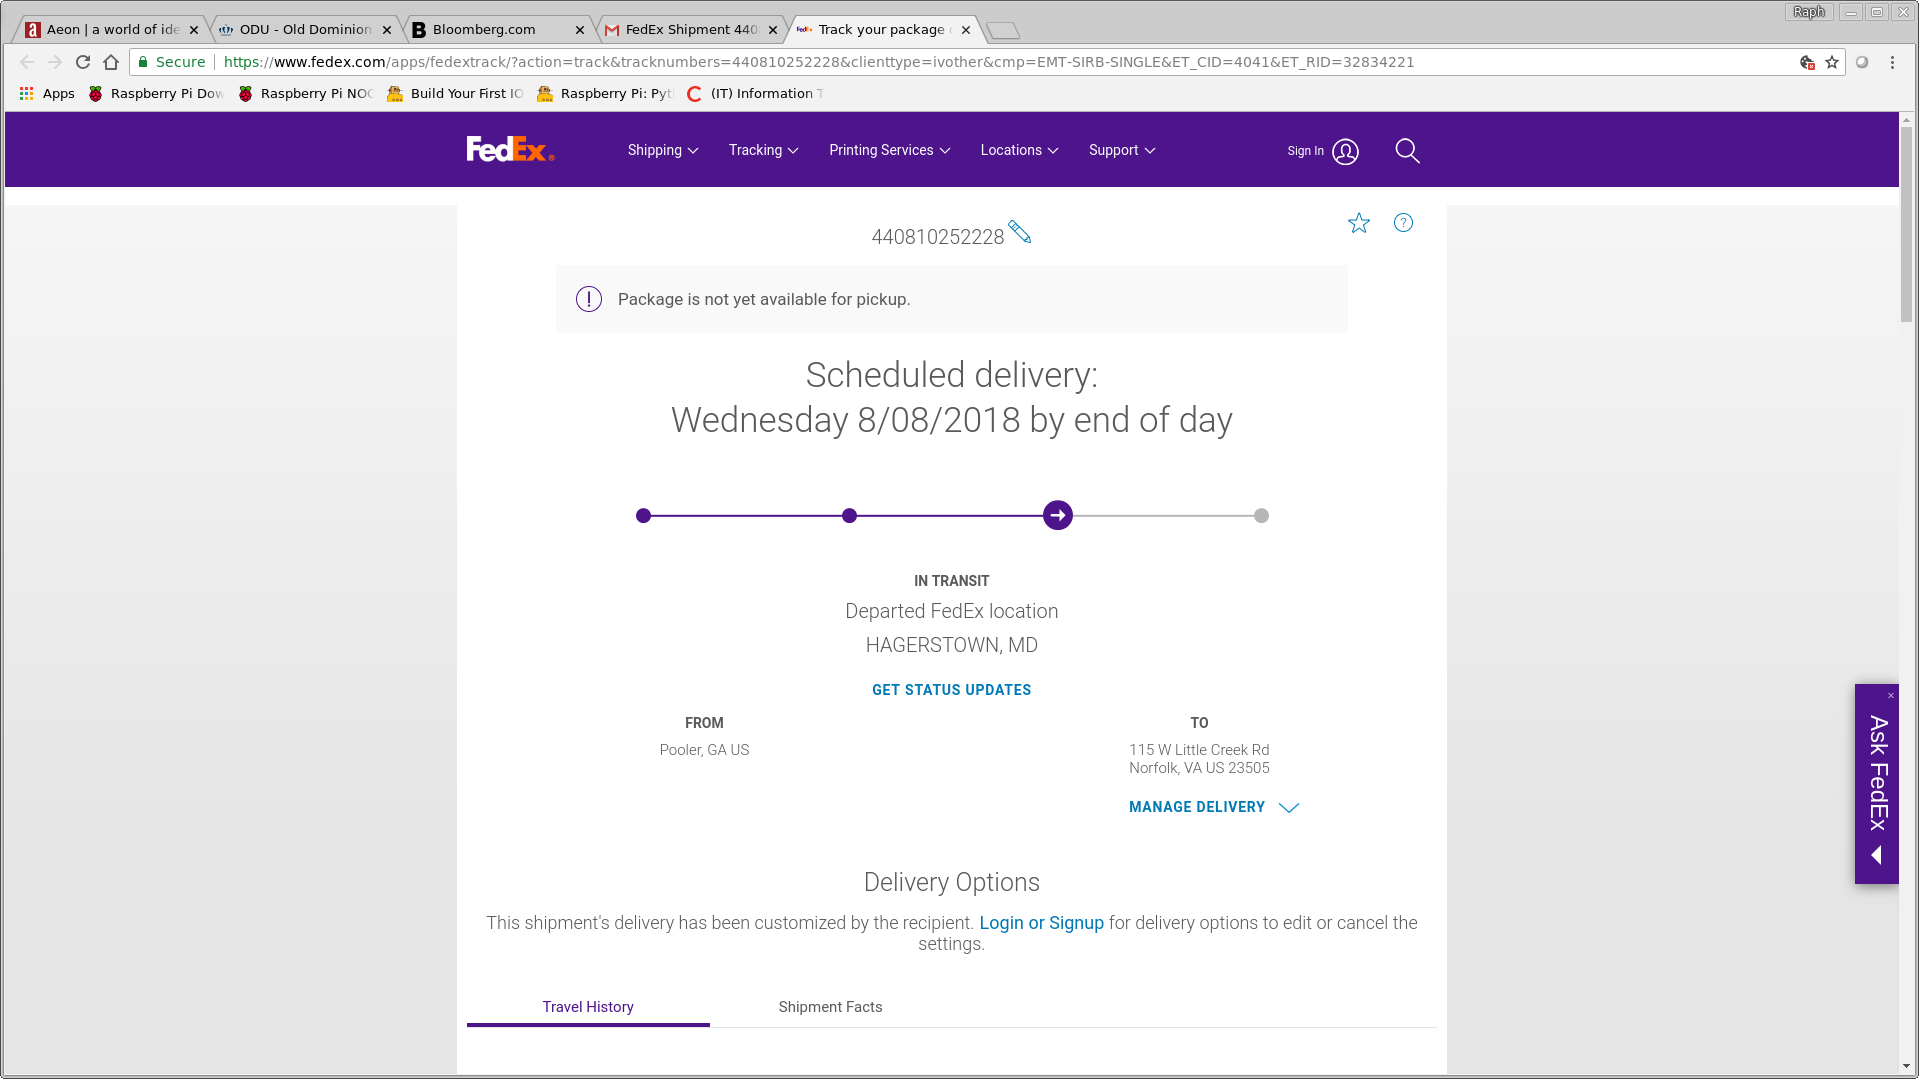 Raph
Aeon | a world of ide
ODU - Old Dominion
Bloomberg.com
FedEx Shipment 440
Track your package
Secure
https://www.fedex.com/apps/fedextrack/?action=track&tracknumbers=440810252228&clienttype=ivother&cmp=EMT-SIRB-SINGLE&ET_CID=4041&ET_RID=32834221
Apps
Raspberry Pi Dow
Raspberry Pi NOO
Build Your First IO
Raspberry Pi: Pyt
(IT) Information T
FedEx®
Shipping
Tracking
Printing Services
Locations
Support
Sign In
440810252228
Package is not yet available for pickup.
Scheduled delivery:
Wednesday 8/08/2018 by end of day
IN TRANSIT
Departed FedEx location
HAGERSTOWN, MD
GET STATUS UPDATES
FROM
Pooler, GA US
TO
115 W Little Creek Rd
Norfolk, VA US 23505
MANAGE DELIVERY
Ask FedEx
Delivery Options
This shipment's delivery has been customized by the recipient. Login or Signup for delivery options to edit or cancel the
settings.
Travel History
Shipment Facts